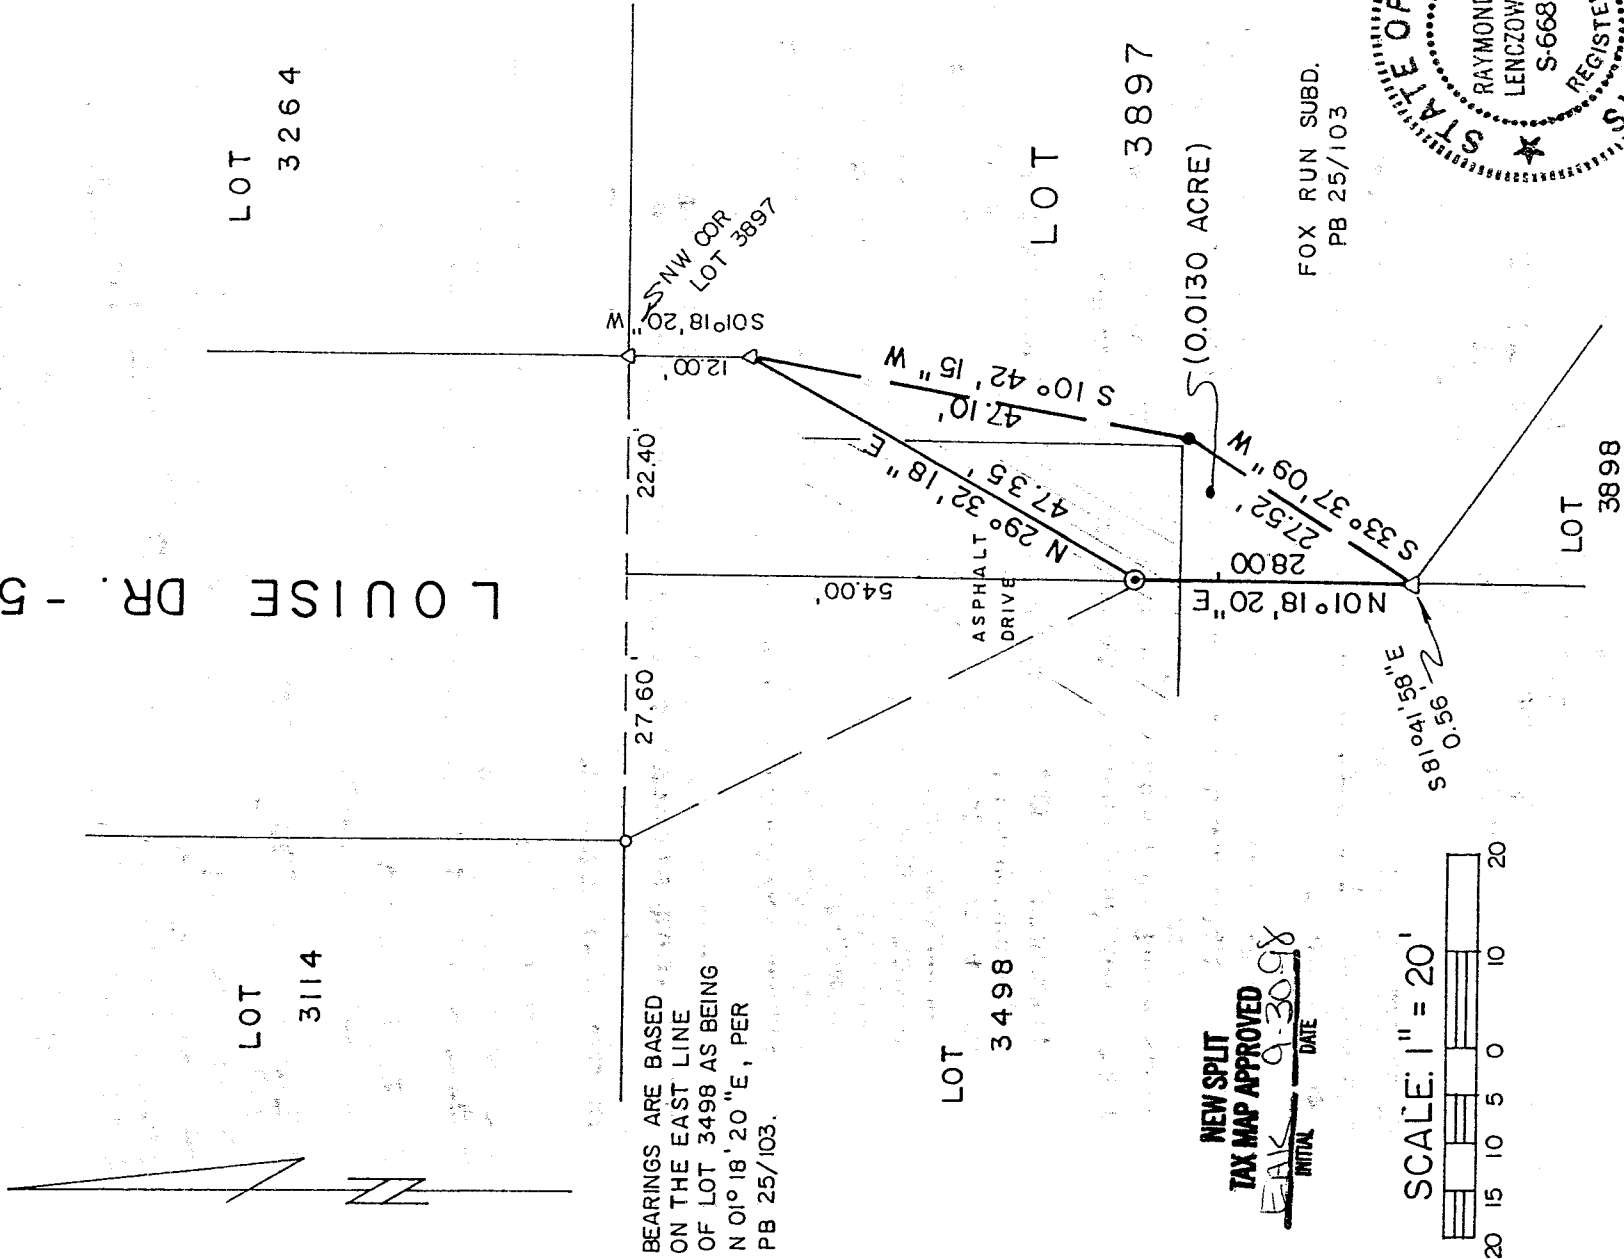 LOT
3264
LOUISE DR. - 5
NW COR
LOT 3897
S01°18'20"W
12.00'
22.40'
27.60'
LOT
3114
LOT
3897
(0.0130 ACRE)
FOX RUN SUBD.
PB 25/103
STATE OF
RAYMOND
LENCZOW
S-668
REGISTE
S 10° 42' 15" W
47.10'
N 29° 32' 18" E
47.35'
54.00'
ASPHALT
DRIVE
S 33° 37' 09" W
27.52'
28.00'
N 01° 18' 20" E
S 81°41'58"E
0.56'
LOT
3898
LOT
3498
BEARINGS ARE BASED
ON THE EAST LINE
OF LOT 3498 AS BEING
N 01° 18' 20" E, PER
PB 25/103.
NEW SPLIT
TAX MAP APPROVED
9-30-98
INITIAL DATE
SCALE: 1" = 20'
20 15 10 5 0 10 20